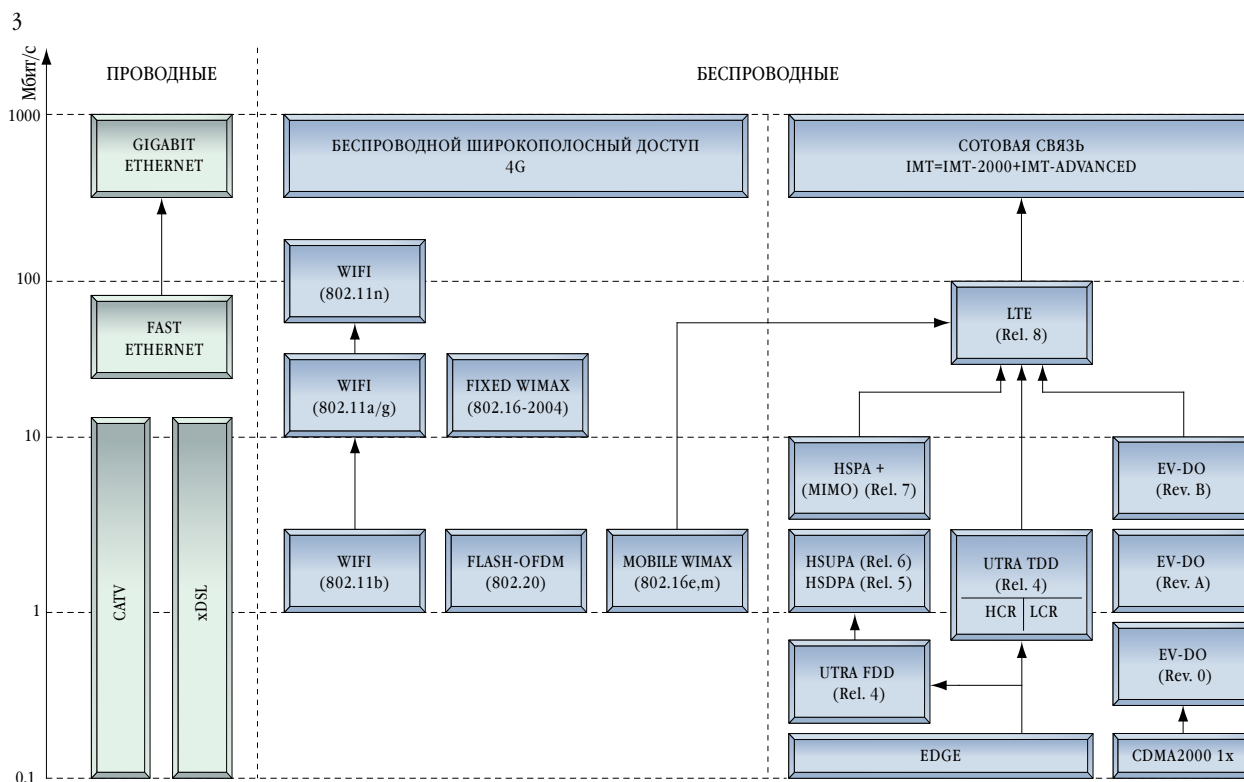 3
Мбит/с
ПРОВОДНЫЕ
БЕСПРОВОДНЫЕ
1000
GIGABIT
ETHERNET
БЕСПРОВОДНОЙ ШИРОКОПОЛОСНЫЙ ДОСТУП
4G
СОТОВАЯ СВЯЗЬ
IMT=IMT-2000+IMT-ADVANCED
100
WIFI
(802.11n)
FAST
ETHERNET
LTE
(Rel. 8)
WIFI
(802.11a/g)
FIXED WIMAX
(802.16-2004)
10
CATV
xDSL
HSPA +
(MIMO) (Rel. 7)
EV-DO
(Rev. B)
WIFI
(802.11b)
FLASH-OFDM
(802.20)
MOBILE WIMAX
(802.16e,m)
HSUPA (Rel. 6)
HSDPA (Rel. 5)
UTRA TDD
(Rel. 4)
HCR LCR
EV-DO
(Rev. A)
1
UTRA FDD
(Rel. 4)
EV-DO
(Rev. 0)
EDGE
CDMA2000 1x
0.1